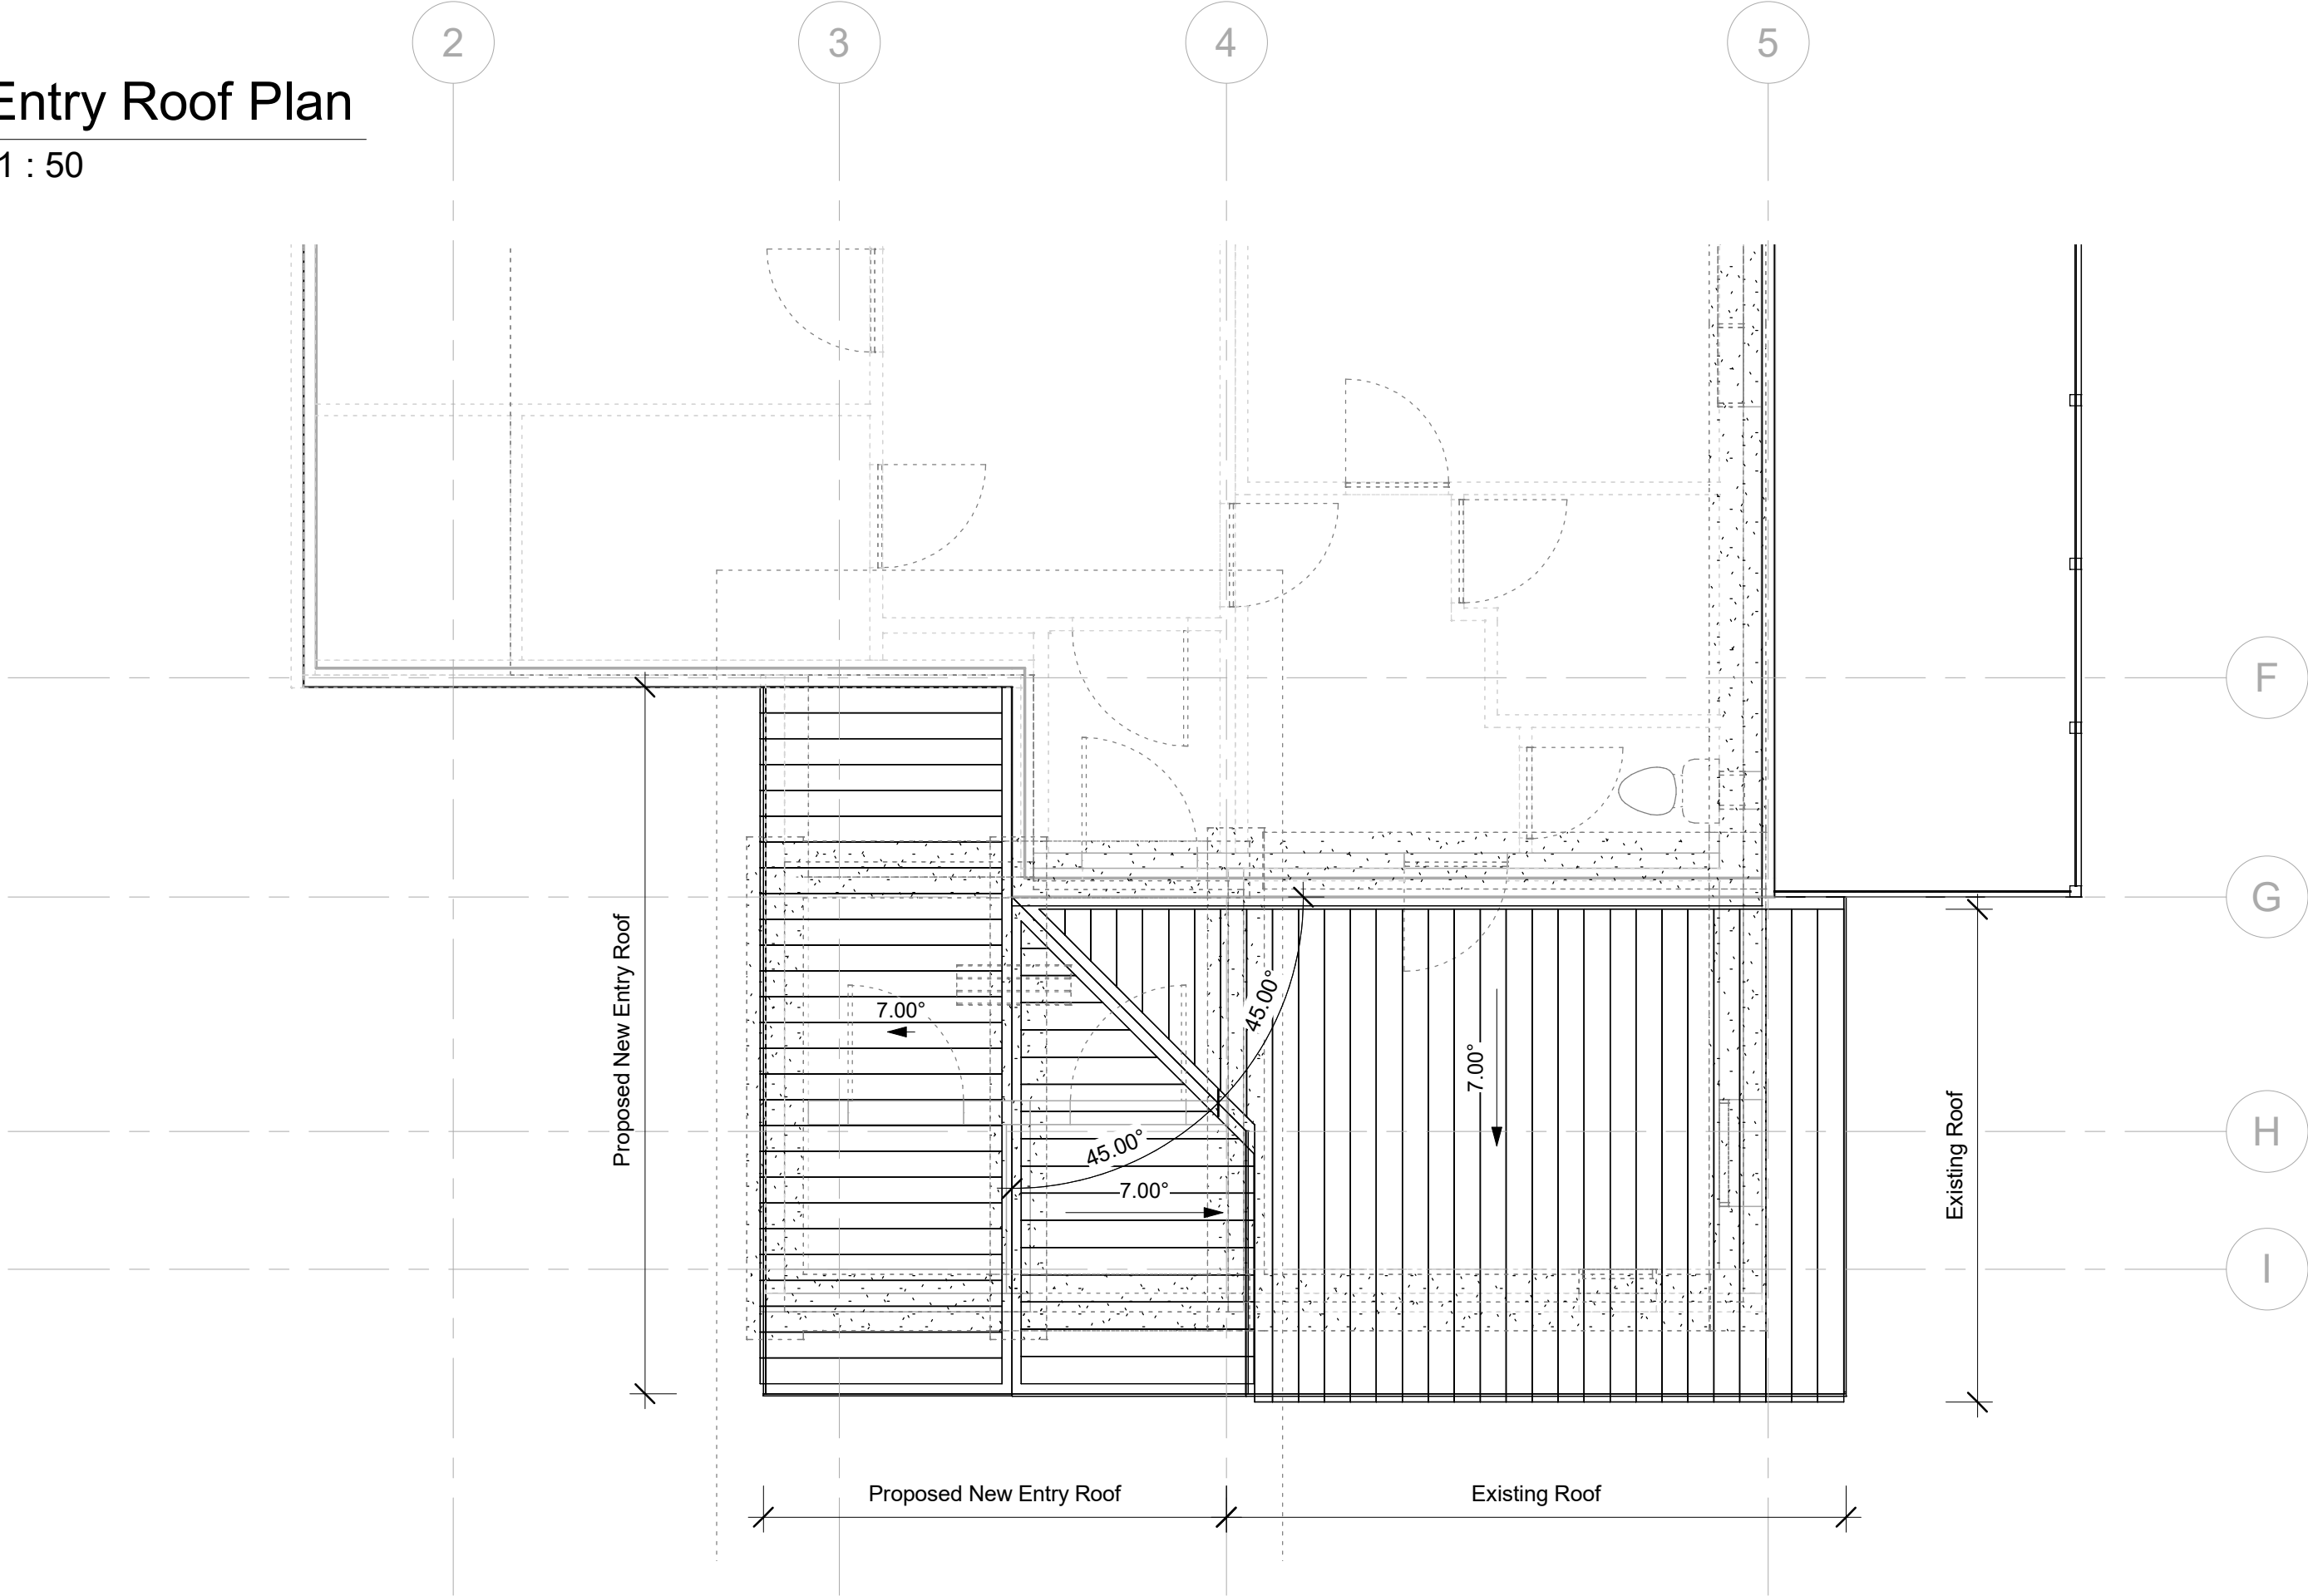 2
3
4
5
Entry Roof Plan
1 : 50
F
G
H
I
Proposed New Entry Roof
7.00°
45.00°
45.00°
7.00°
7.00°
Existing Roof
Proposed New Entry Roof
Existing Roof